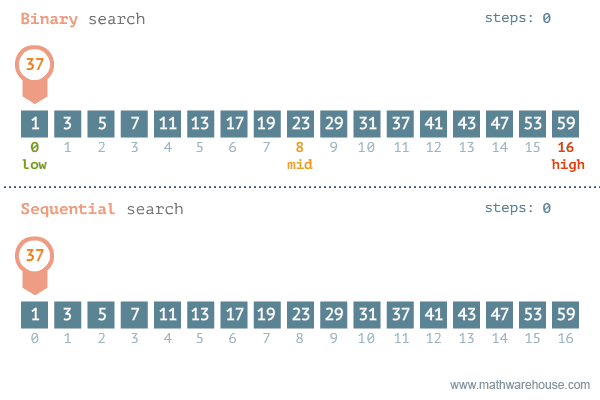 Binary search steps: 0
37
1 3 5 7 11 13 17 19 23 29 31 37 41 43 47 53 59
0 1 2 3 4 5 6 7 8 9 10 11 12 13 14 15 16
low mid high
Sequential search steps: 0
37
1 3 5 7 11 13 17 19 23 29 31 37 41 43 47 53 59
0 1 2 3 4 5 6 7 8 9 10 11 12 13 14 15 16
www.mathwarehouse.com